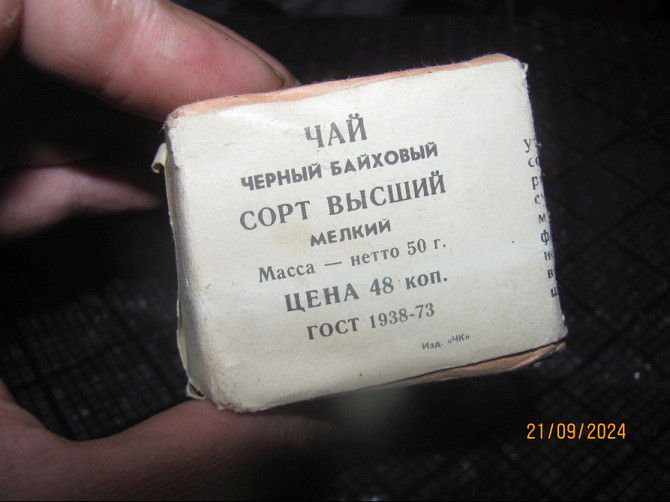 ЧАЙ
ЧЕРНЫЙ БАЙХОВЫЙ
СОРТ ВЫСШИЙ
МЕЛКИЙ
Масса — нетто 50 г.
ЦЕНА 48 коп.
ГОСТ 1938-73
Изд. «ЧК»
21/09/2024